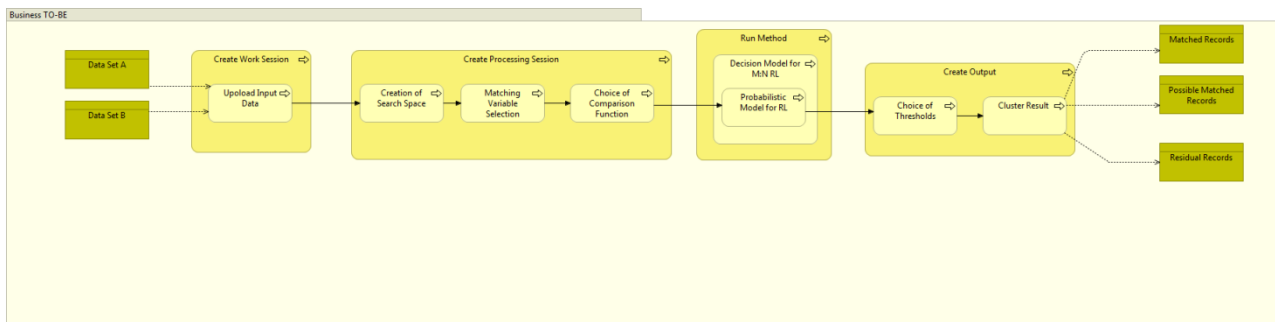 Business TO-BE
Data Set A
Data Set B
Create Work Session
Upoload Input
Data
Create Processing Session
Creation of
Search Space
Matching
Variable
Selection
Choice of
Comparison
Function
Run Method
Decision Model for
M:N RL
Probabilistic
Model for RL
Create Output
Choice of
Thresholds
Cluster Result
Matched Records
Possible Matched
Records
Residual Records